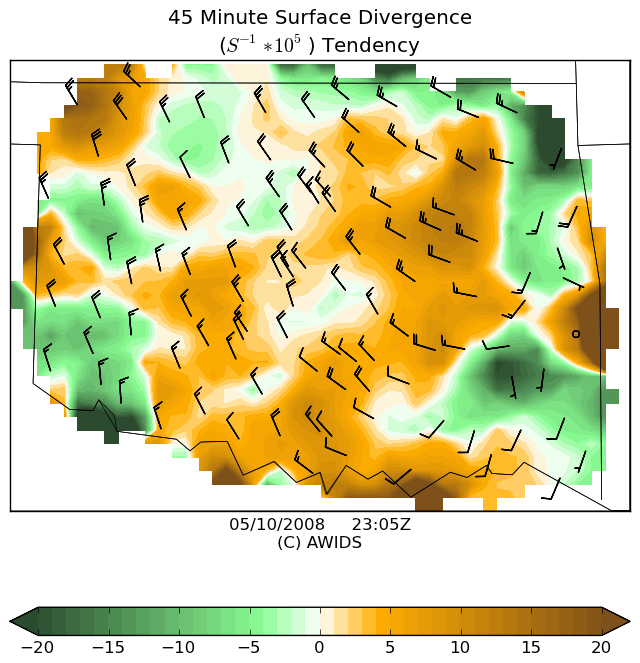 45 Minute Surface Divergence
(S⁻¹ * 10⁵ ) Tendency
05/10/2008 23:05Z
(C) AWIDS
−20 −15 −10 −5 0 5 10 15 20